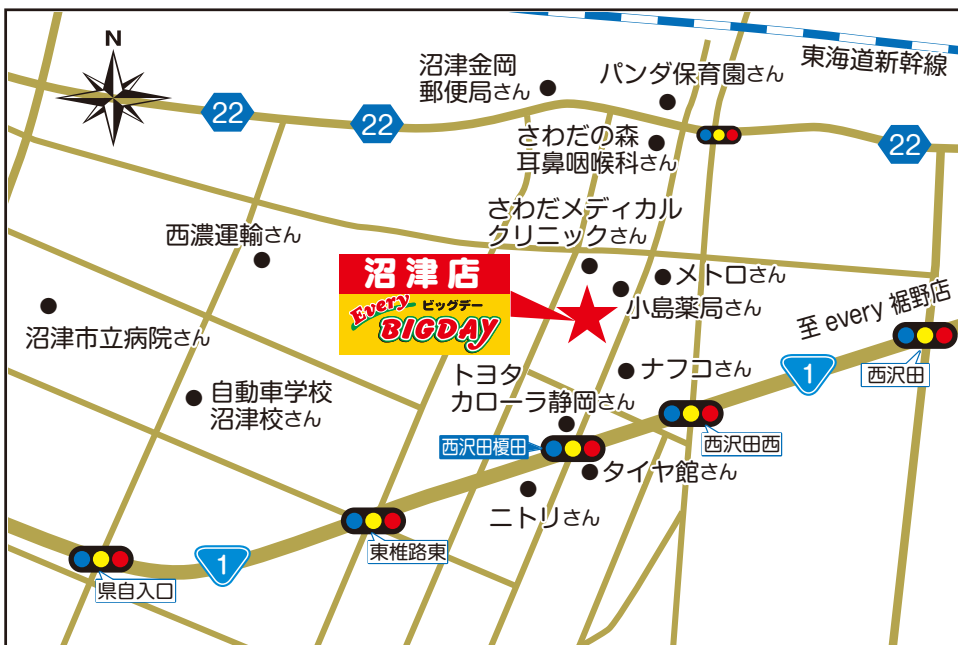 N
東海道新幹線
沼津金岡
郵便局さん
パンダ保育園さん
22
22
22
さわだの森
耳鼻咽喉科さん
さわだメディカル
クリニックさん
西濃運輸さん
沼津店
Every ビッグデー
BIGDAY
メトロさん
小島薬局さん
至 every 裾野店
沼津市立病院さん
西沢田
1
トヨタ
カローラ静岡さん
ナフコさん
自動車学校
沼津校さん
西沢田榎田
西沢田西
タイヤ館さん
ニトリさん
東椎路東
1
県自入口